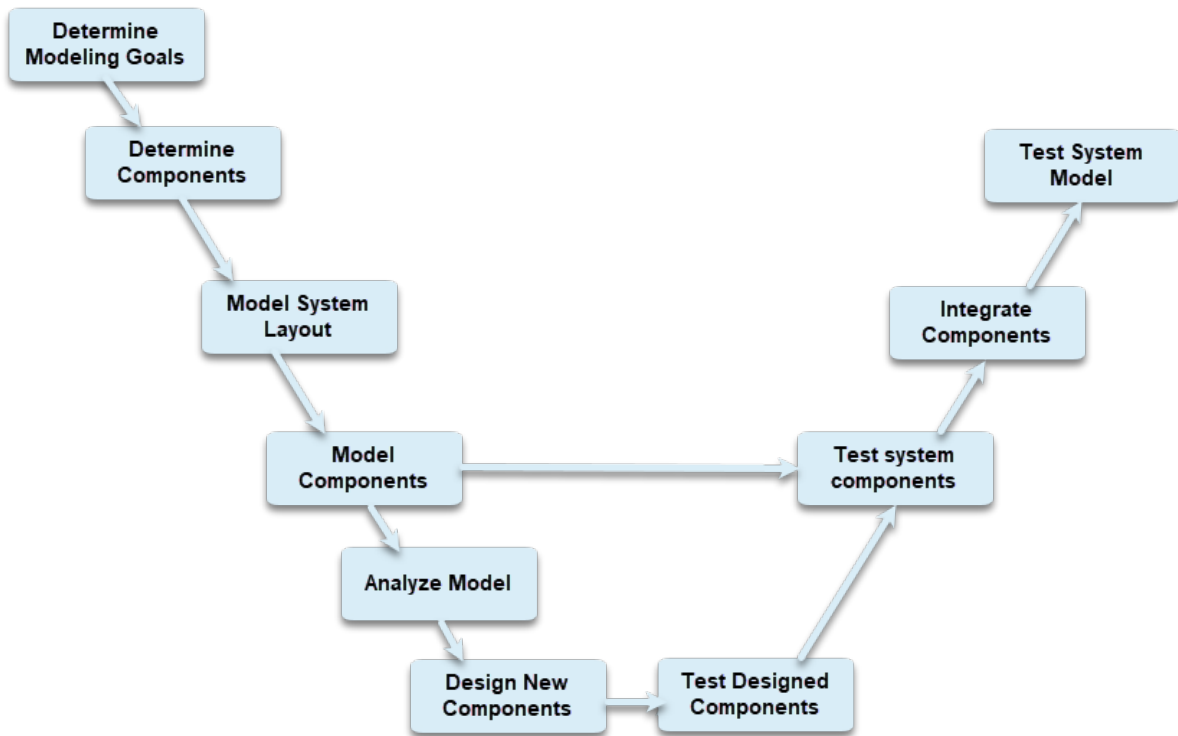 Determine
Modeling Goals
Determine
Components
Test System
Model
Model System
Layout
Integrate
Components
Model
Components
Test system
components
Analyze Model
Design New
Components
Test Designed
Components